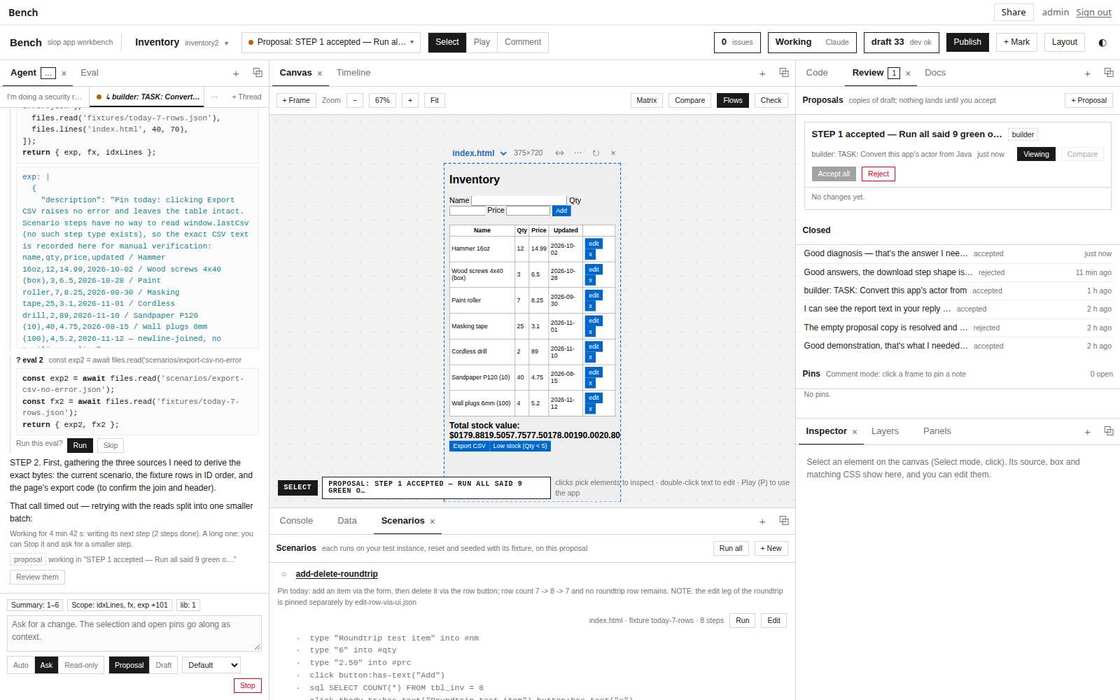 Bench
Share admin Sign out
Bench slop app workbench Inventory inventory2 Proposal: STEP 1 accepted — Run al… Select Play Comment 0 issues Working Claude draft 33 dev ok Publish + Mark Layout
Agent … × Eval +
I'm doing a security r… ↳ builder: TASK: Convert… ··· + Thread
files.read('fixtures/today-7-rows.json'),
files.lines('index.html', 40, 70),
]);
return { exp, fx, idxLines };
exp: |
{
"description": "Pin today: clicking Export
CSV raises no error and leaves the table intact.
Scenario steps have no way to read window.lastCsv
(no such step type exists), so the exact CSV text
is recorded here for manual verification:
name,qty,price,updated / Hammer
16oz,12,14.99,2026-10-02 / Wood screws 4x40
(box),3,6.5,2026-10-28 / Paint
roller,7,8.25,2026-09-30 / Masking
tape,25,3.1,2026-11-01 / Cordless
drill,2,89,2026-11-10 / Sandpaper P120
(10),40,4.75,2026-08-15 / Wall plugs 6mm
(100),4,5.2,2026-11-12 — newline-joined, no
? eval 2 const exp2 = await files.read('scenarios/export-csv-no-error
const exp2 = await files.read('scenarios/export-
csv-no-error.json');
const fx2 = await files.read('fixtures/today-7-
rows.json');
return { exp2, fx2 };
Run this eval? Run Skip
STEP 2. First, gathering the three sources I need to derive the
exact bytes: the current scenario, the fixture rows in ID order, and
the page's export code (to confirm the join and header).
That call timed out — retrying with the reads split into one smaller
batch:
Working for 4 min 42 s: writing its next step (2 steps done). A long one: you
can Stop it and ask for a smaller step.
proposal working in "STEP 1 accepted — Run all said 9 green o…"
Review them
Summary: 1–6 Scope: idxLines, fx, exp +101 lib: 1
Ask for a change. The selection and open pins go along as
context.
Auto Ask Read-only Proposal Draft Default
Stop
Canvas × Timeline +
+ Frame Zoom − 67% + Fit Matrix Compare Flows Check
index.html 375×720 ⇔ ··· ↻ ×
Inventory
Name Qty
Price Add
Name Qty Price Updated
Hammer 16oz 12 14.99 2026-10-02 edit x
Wood screws 4x40 (box) 3 6.5 2026-10-28 edit x
Paint roller 7 8.25 2026-09-30 edit x
Masking tape 25 3.1 2026-11-01 edit x
Cordless drill 2 89 2026-11-10 edit x
Sandpaper P120 (10) 40 4.75 2026-08-15 edit x
Wall plugs 6mm (100) 4 5.2 2026-11-12 edit x
Total stock value:
$0179.8819.5057.7577.50178.00190.0020.80
Export CSV Low stock (Qty < 5)
SELECT PROPOSAL: STEP 1 ACCEPTED — RUN ALL SAID 9 GREEN O… clicks pick elements to inspect · double-click text to edit · Play (P) to use the app
Console Data Scenarios × +
Scenarios each runs on your test instance, reset and seeded with its fixture, on this proposal Run all + New
add-delete-roundtrip
Pin today: add an item via the form, then delete it via the row button; row count 7 -> 8 -> 7 and no roundtrip row remains. NOTE: the edit leg of the roundtrip
is pinned separately by edit-row-via-ui.json
index.html · fixture today-7-rows · 8 steps Run Edit
· type "Roundtrip test item" into #nm
· type "6" into #qty
· type "2.50" into #prc
· click button:has-text("Add")
· sql SELECT COUNT(*) FROM tbl_inv = 8
Code Review 1 × Docs +
Proposals copies of draft; nothing lands until you accept + Proposal
STEP 1 accepted — Run all said 9 green o… builder
builder: TASK: Convert this app's actor from Java just now Viewing Compare
Accept all Reject
No changes yet.
Closed
Good diagnosis — that's the answer I nee… accepted just now
Good answers, the download step shape is… rejected 11 min ago
builder: TASK: Convert this app's actor from accepted 1 h ago
I can see the report text in your reply … accepted 2 h ago
The empty proposal copy is resolved and … rejected 2 h ago
Good demonstration, that's what I needed… accepted 2 h ago
Pins Comment mode: click a frame to pin a note 0 open
No pins.
Inspector × Layers Panels +
Select an element on the canvas (Select mode, click). Its source, box and
matching CSS show here, and you can edit them.